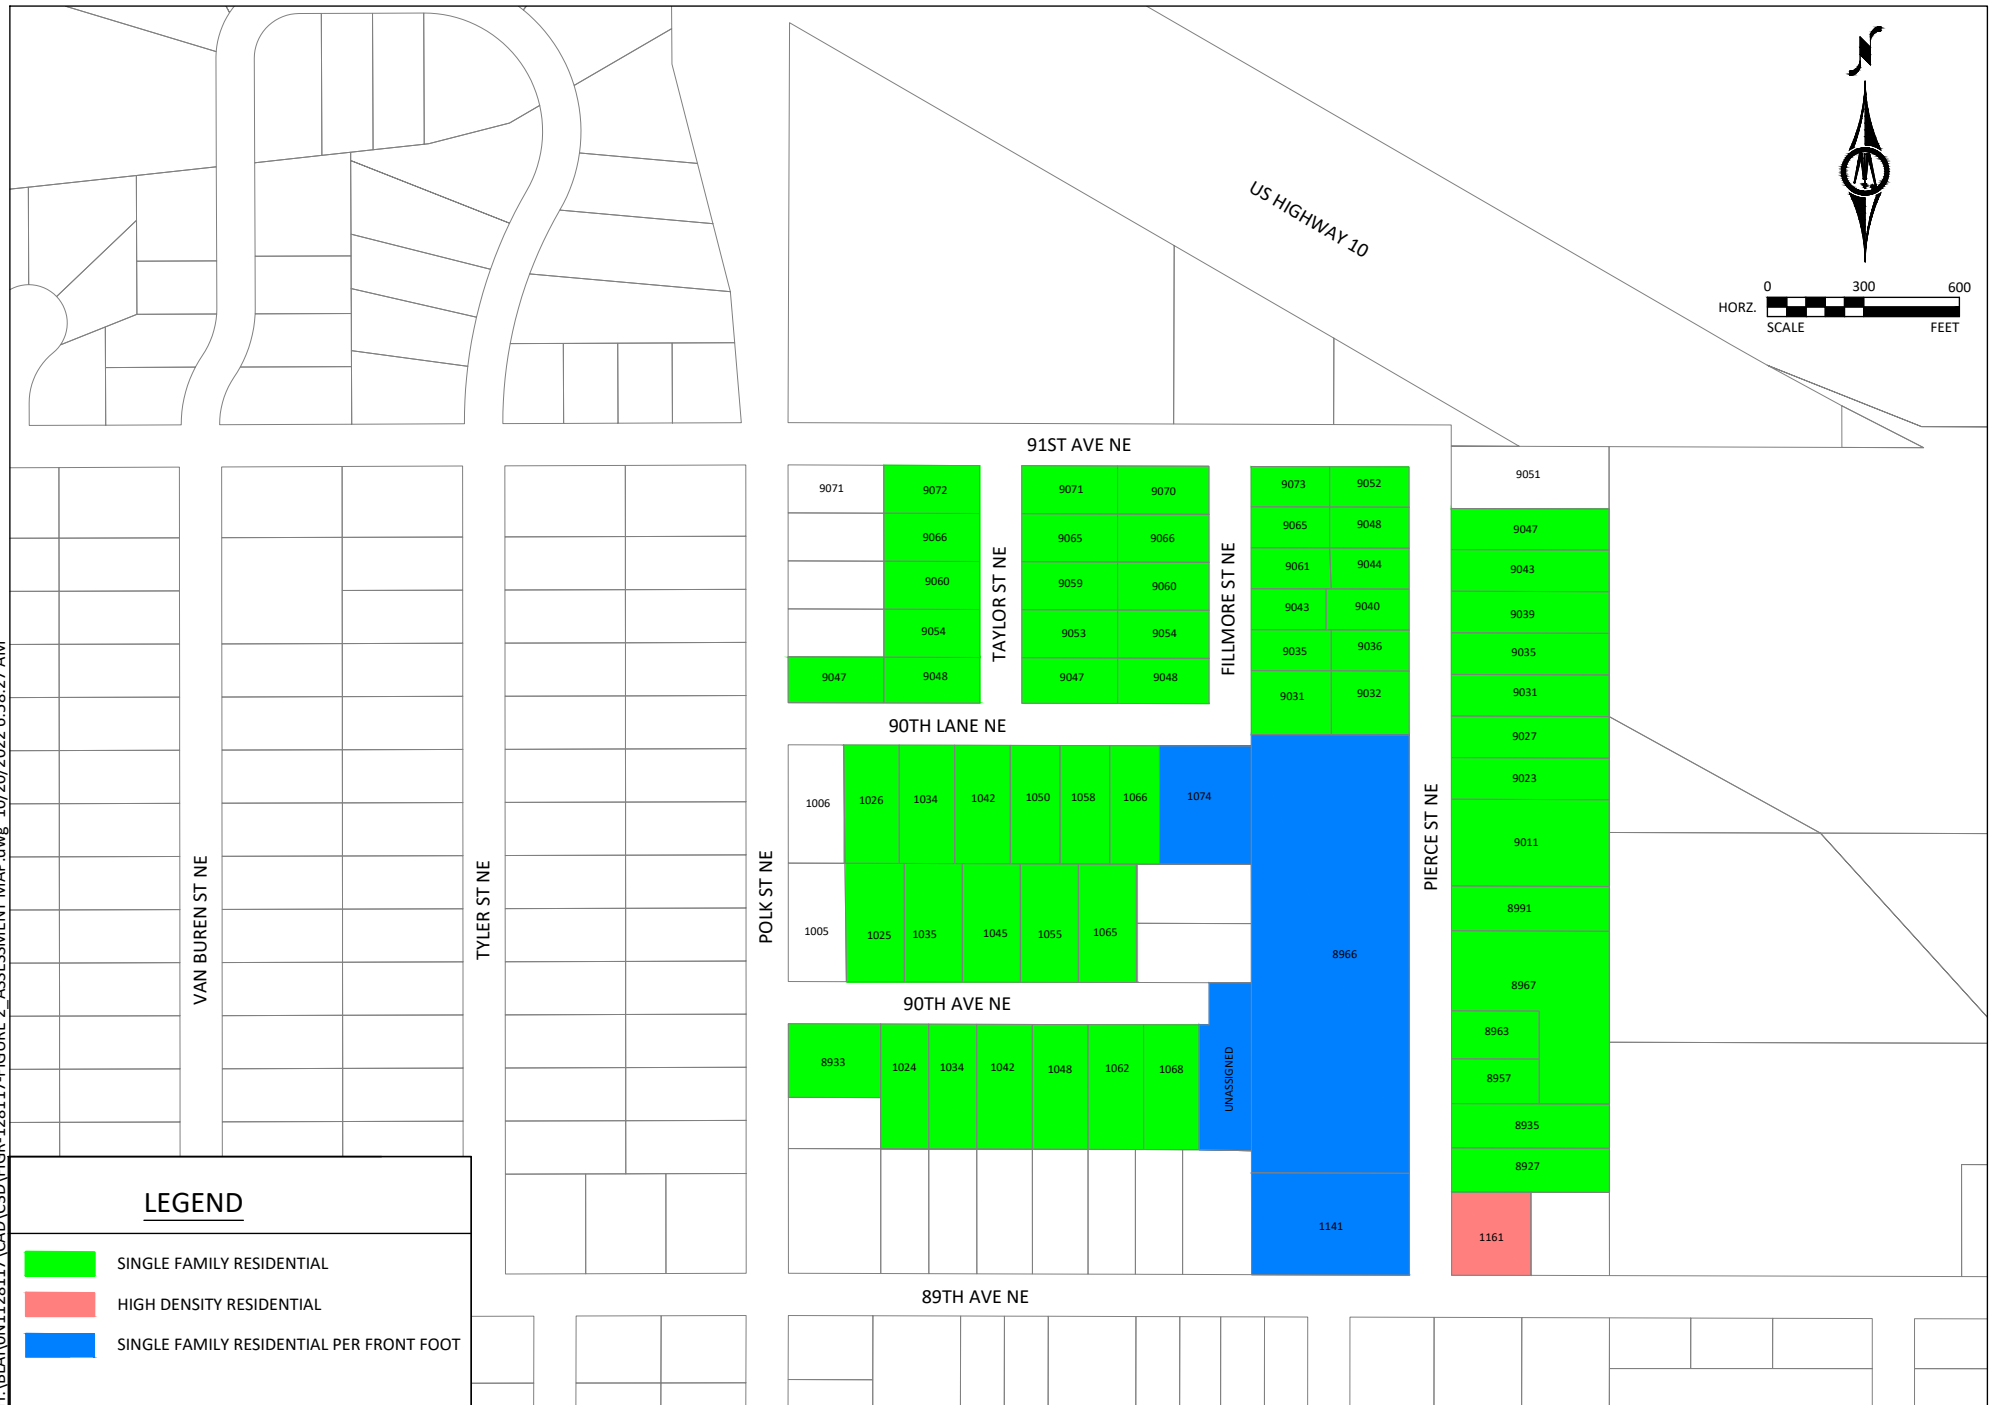 US HIGHWAY 10
N
0 300 600
HORZ.
SCALE FEET
91ST AVE NE
9071 9072 9071 9070 9073 9052 9051
9066 9065 9066 9065 9048 9047
9060 9059 9060 9061 9044 9043
9054 9053 9054 9043 9040 9039
9047 9048 9047 9048 9035 9036 9035
9031 9032 9031
TAYLOR ST NE
FILLMORE ST NE
90TH LANE NE
9027
9023
1006 1026 1034 1042 1050 1058 1066 1074
9011
PIERCE ST NE
VAN BUREN ST NE
TYLER ST NE
POLK ST NE
8991
1005 1025 1035 1045 1055 1065
8966
8967
90TH AVE NE
8963
8933 1024 1034 1042 1048 1062 1068 UNASSIGNED
8957
8935
8927
1141 1161
89TH AVE NE
LEGEND
SINGLE FAMILY RESIDENTIAL
HIGH DENSITY RESIDENTIAL
SINGLE FAMILY RESIDENTIAL PER FRONT FOOT